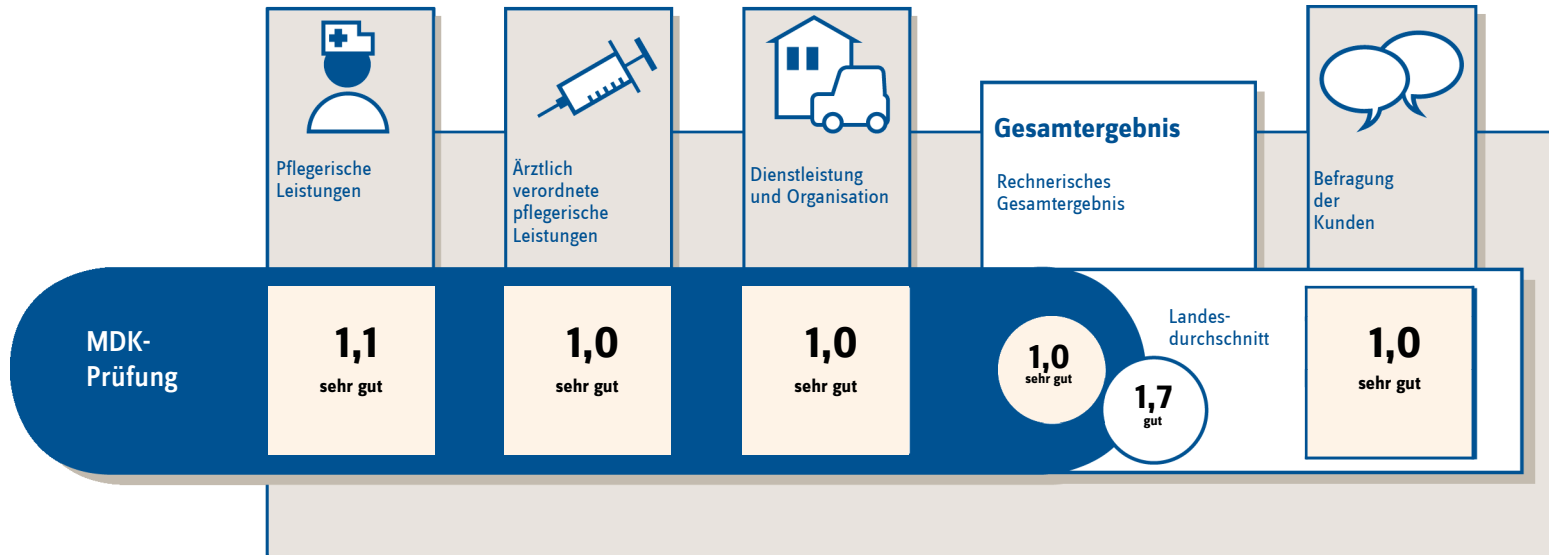 Pflegerische
Leistungen
Ärztlich
verordnete
pflegerische
Leistungen
Dienstleistung
und Organisation
Gesamtergebnis
Rechnerisches
Gesamtergebnis
Befragung
der
Kunden
MDK-
Prüfung
1,1
sehr gut
1,0
sehr gut
1,0
sehr gut
1,0
sehr gut
Landes-
durchschnitt
1,7
gut
1,0
sehr gut